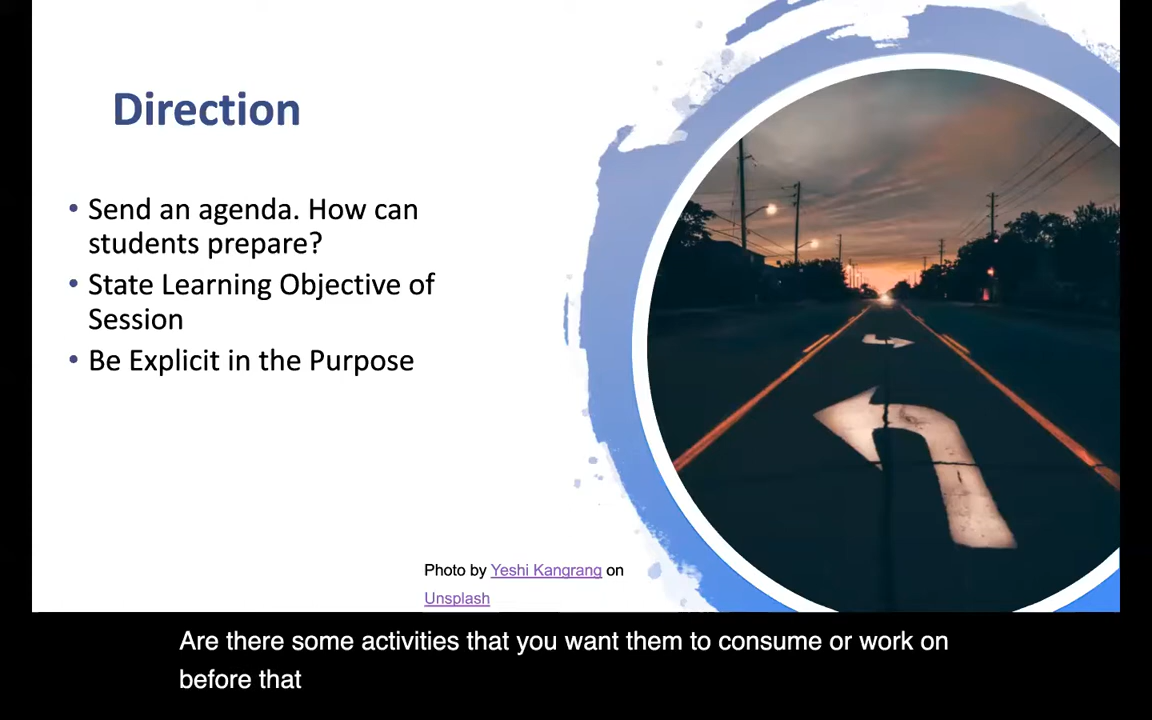 Direction
• Send an agenda. How can
students prepare?
• State Learning Objective of
Session
• Be Explicit in the Purpose
Photo by Yeshi Kangrang on
Unsplash
Are there some activities that you want them to consume or work on
before that